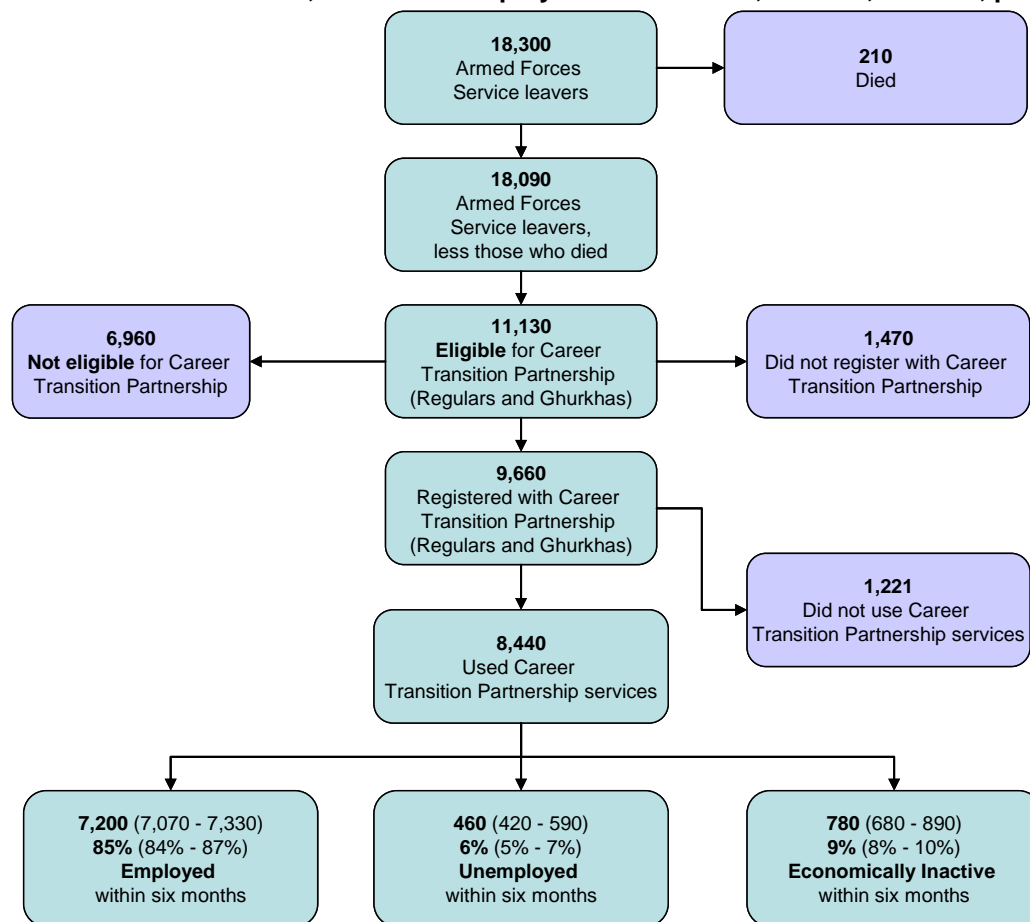 18,300
Armed Forces
Service leavers
210
Died
18,090
Armed Forces
Service leavers,
less those who died
6,960
Not eligible for Career
Transition Partnership
11,130
Eligible for Career
Transition Partnership
(Regulars and Ghurkhas)
1,470
Did not register with Career
Transition Partnership
9,660
Registered with Career
Transition Partnership
(Regulars and Ghurkhas)
1,221
Did not use Career
Transition Partnership services
8,440
Used Career
Transition Partnership services
7,200 (7,070 - 7,330)
85% (84% - 87%)
Employed
within six months
460 (420 - 590)
6% (5% - 7%)
Unemployed
within six months
780 (680 - 890)
9% (8% - 10%)
Economically Inactive
within six months